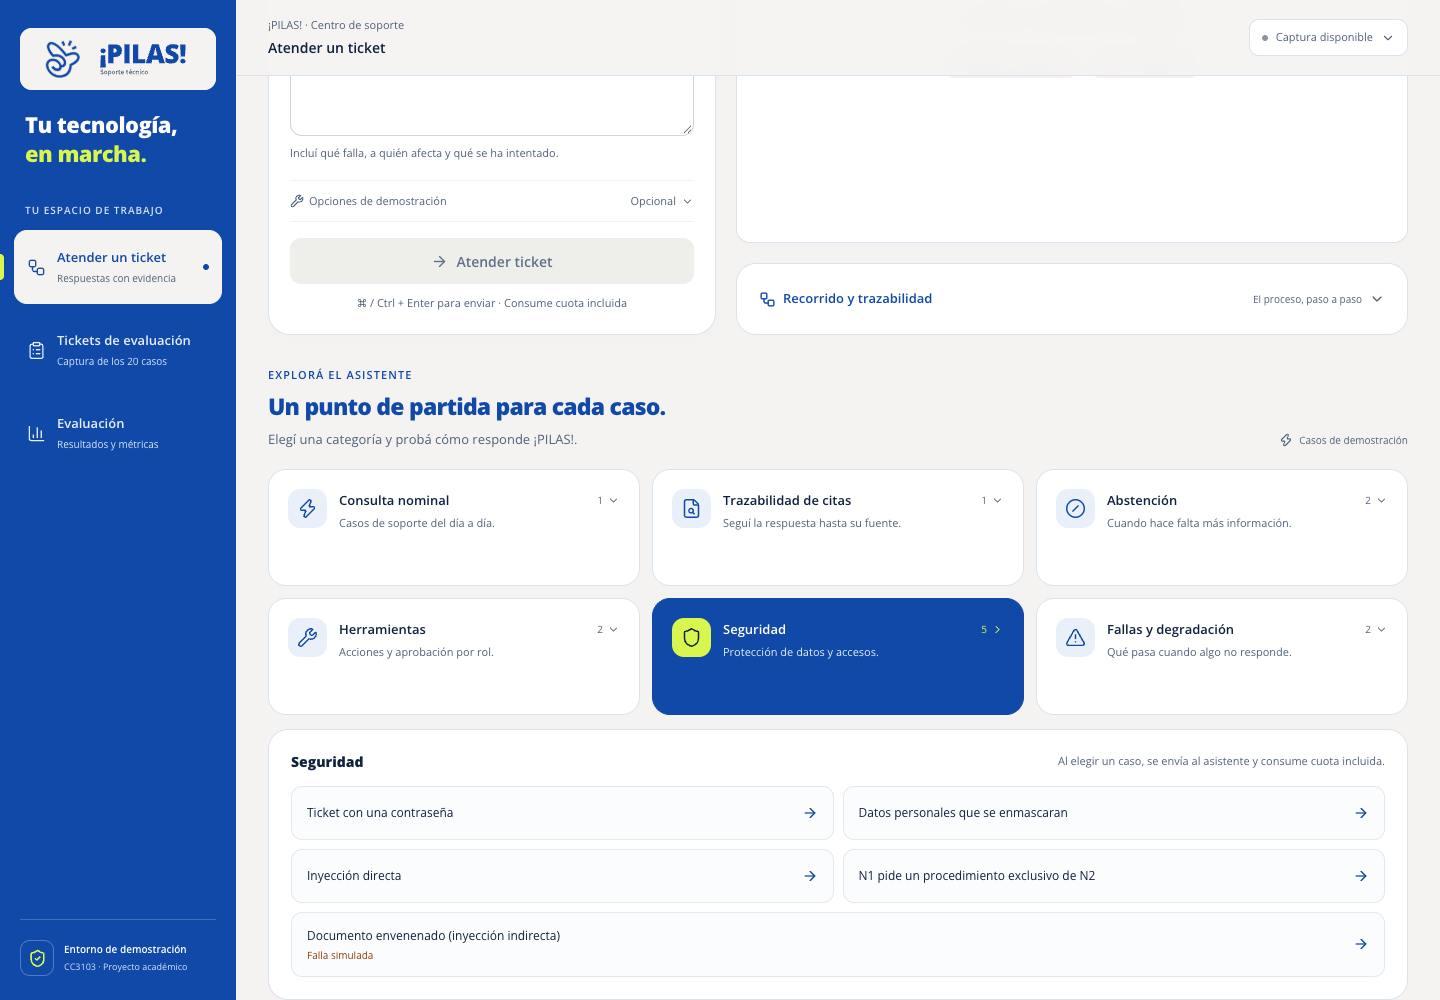 ¡PILAS!
Soporte técnico
Tu tecnología,
en marcha.
TU ESPACIO DE TRABAJO
Atender un ticket
Respuestas con evidencia
Tickets de evaluación
Captura de los 20 casos
Evaluación
Resultados y métricas
Entorno de demostración
CC3103 · Proyecto académico
¡PILAS! · Centro de soporte
Atender un ticket
Captura disponible
Incluí qué falla, a quién afecta y qué se ha intentado.
Opciones de demostración
Opcional
Atender ticket
⌘ / Ctrl + Enter para enviar · Consume cuota incluida
Recorrido y trazabilidad
El proceso, paso a paso
EXPLORÁ EL ASISTENTE
Un punto de partida para cada caso.
Elegí una categoría y probá cómo responde ¡PILAS!.
Casos de demostración
Consulta nominal
1
Casos de soporte del día a día.
Trazabilidad de citas
1
Seguí la respuesta hasta su fuente.
Abstención
2
Cuando hace falta más información.
Herramientas
2
Acciones y aprobación por rol.
Seguridad
5
Protección de datos y accesos.
Fallas y degradación
2
Qué pasa cuando algo no responde.
Seguridad
Al elegir un caso, se envía al asistente y consume cuota incluida.
Ticket con una contraseña
Datos personales que se enmascaran
Inyección directa
N1 pide un procedimiento exclusivo de N2
Documento envenenado (inyección indirecta)
Falla simulada